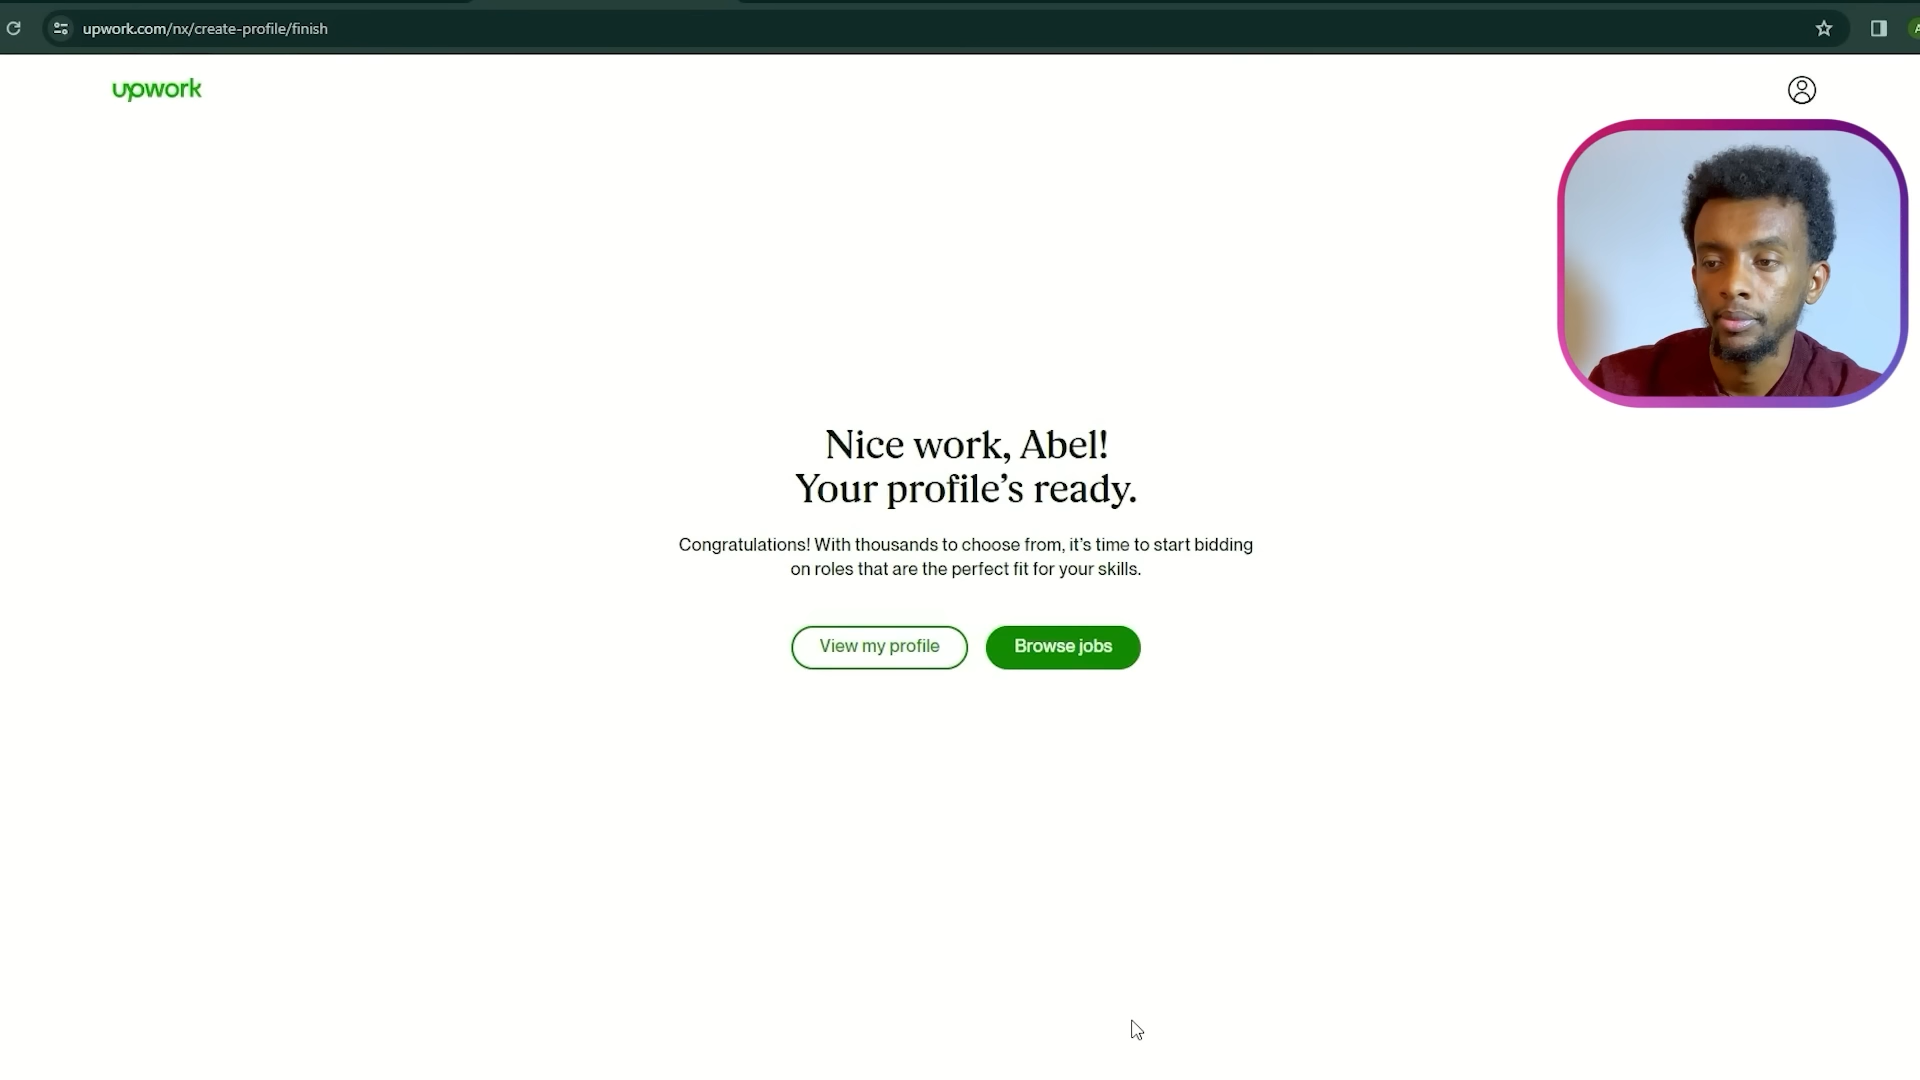 upwork.com/nx/create-profile/finish
upwork
Nice work, Abel!
Your profile's ready.
Congratulations! With thousands to choose from, it's time to start bidding
on roles that are the perfect fit for your skills.
View my profile
Browse jobs